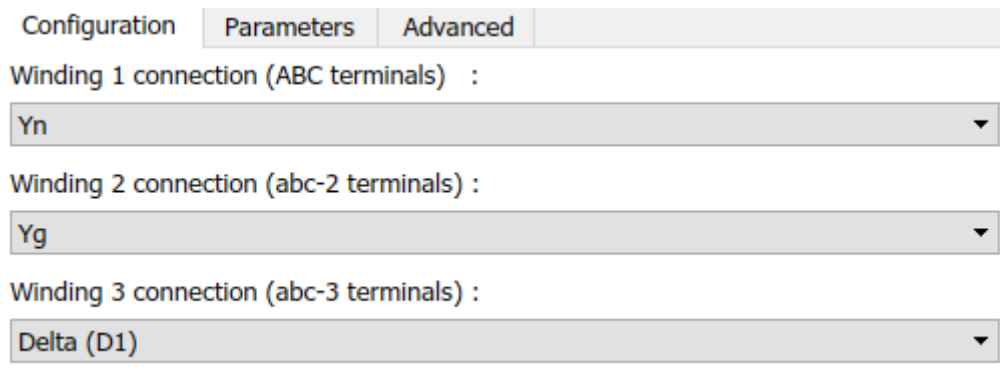 Configuration Parameters Advanced
Winding 1 connection (ABC terminals) :
Yn
Winding 2 connection (abc-2 terminals) :
Yg
Winding 3 connection (abc-3 terminals) :
Delta (D1)